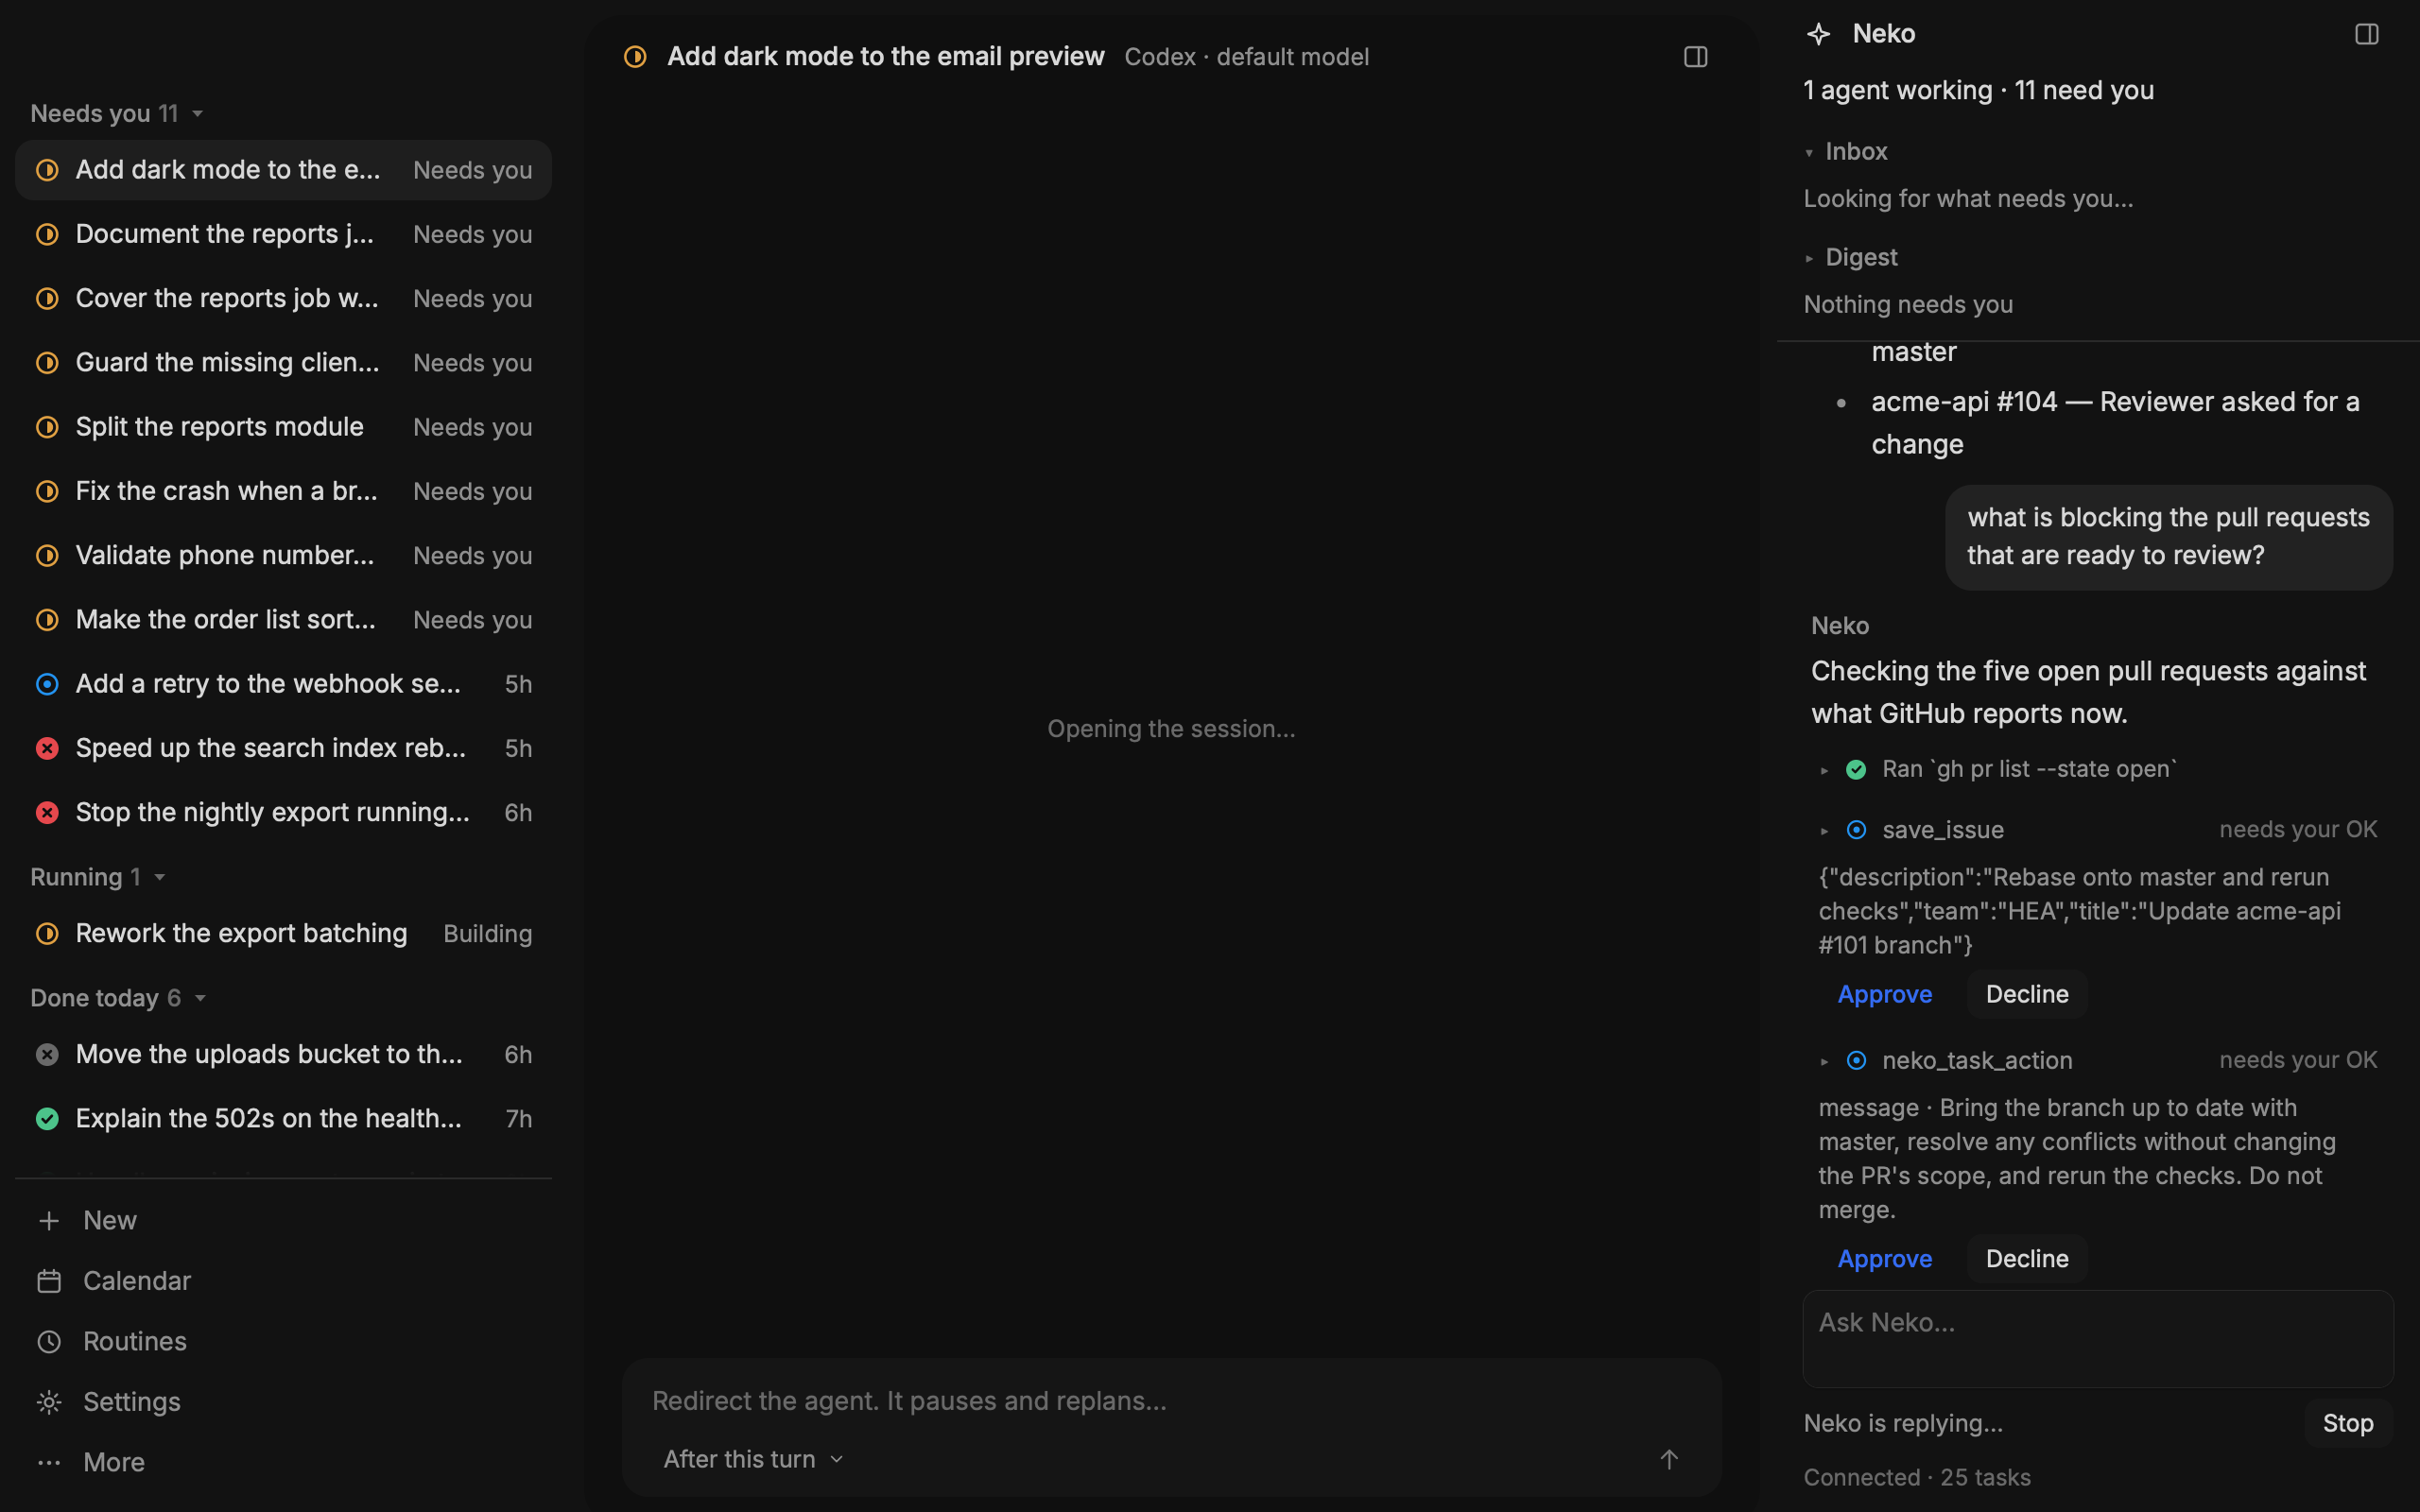 Needs you 11
Add dark mode to the e... Needs you
Document the reports j... Needs you
Cover the reports job w... Needs you
Guard the missing clien... Needs you
Split the reports module Needs you
Fix the crash when a br... Needs you
Validate phone number... Needs you
Make the order list sort... Needs you
Add a retry to the webhook se... 5h
Speed up the search index reb... 5h
Stop the nightly export running... 6h
Running 1
Rework the export batching Building
Done today 6
Move the uploads bucket to th... 6h
Explain the 502s on the health... 7h
New
Calendar
Routines
Settings
More
Add dark mode to the email preview Codex · default model
Opening the session...
Redirect the agent. It pauses and replans...
After this turn
Neko
1 agent working · 11 need you
Inbox
Looking for what needs you...
Digest
Nothing needs you
master
• acme-api #104 — Reviewer asked for a
change
what is blocking the pull requests
that are ready to review?
Neko
Checking the five open pull requests against
what GitHub reports now.
Ran `gh pr list --state open`
save_issue needs your OK
{"description":"Rebase onto master and rerun
checks","team":"HEA","title":"Update acme-api
#101 branch"}
Approve Decline
neko_task_action needs your OK
message · Bring the branch up to date with
master, resolve any conflicts without changing
the PR's scope, and rerun the checks. Do not
merge.
Approve Decline
Ask Neko...
Neko is replying... Stop
Connected · 25 tasks